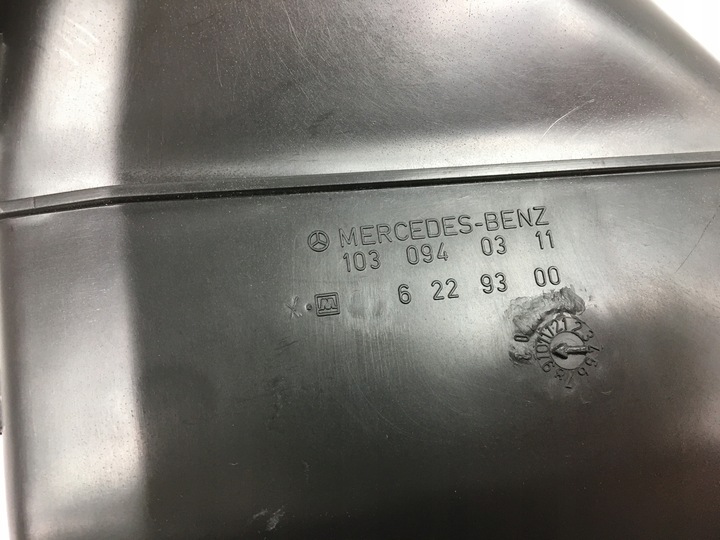 MERCEDES-BENZ
103 094 03 11
M 6 22 93 00